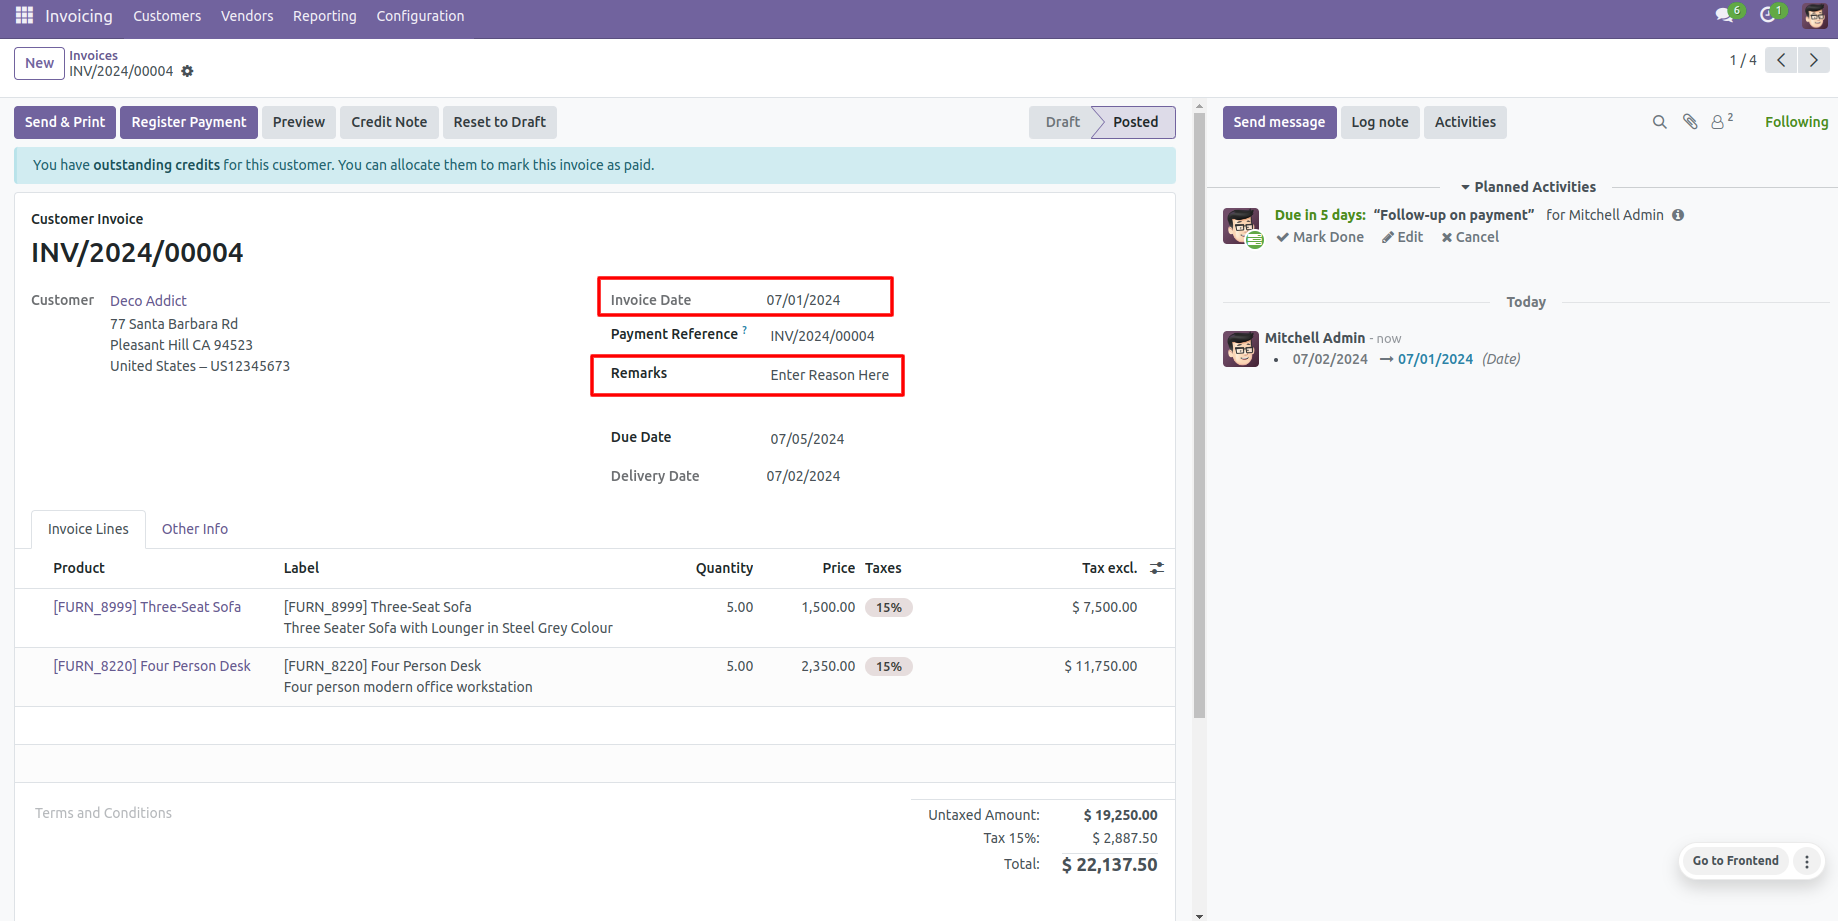 Invoicing Customers Vendors Reporting Configuration 6 1
New Invoices
INV/2024/00004
1 / 4
Send & Print Register Payment Preview Credit Note Reset to Draft Draft Posted
You have outstanding credits for this customer. You can allocate them to mark this invoice as paid.
Customer Invoice
INV/2024/00004
Customer Deco Addict
77 Santa Barbara Rd
Pleasant Hill CA 94523
United States – US12345673
Invoice Date 07/01/2024
Payment Reference ? INV/2024/00004
Remarks Enter Reason Here
Due Date 07/05/2024
Delivery Date 07/02/2024
Invoice Lines Other Info
Product Label Quantity Price Taxes Tax excl.
[FURN_8999] Three-Seat Sofa [FURN_8999] Three-Seat Sofa 5.00 1,500.00 15% $ 7,500.00
Three Seater Sofa with Lounger in Steel Grey Colour
[FURN_8220] Four Person Desk [FURN_8220] Four Person Desk 5.00 2,350.00 15% $ 11,750.00
Four person modern office workstation
Terms and Conditions
Untaxed Amount: $ 19,250.00
Tax 15%: $ 2,887.50
Total: $ 22,137.50
Send message Log note Activities 2 Following
Planned Activities
Due in 5 days: “Follow-up on payment” for Mitchell Admin
Mark Done Edit Cancel
Today
Mitchell Admin - now
• 07/02/2024 → 07/01/2024 (Date)
Go to Frontend